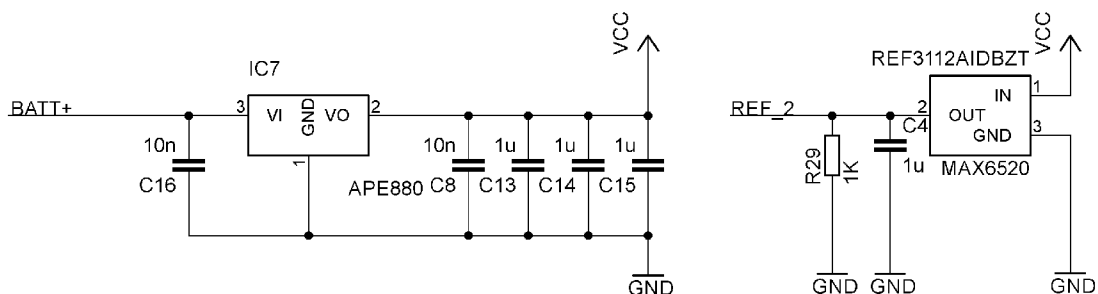 VCC
VCC
IC7
REF3112AIDBZT
BATT+
3
VI
GND
VO
2
1
REF_2
2
IN
1
OUT
C4
GND
3
10n
C16
APE880
10n
C8
1u
C13
1u
C14
1u
C15
R29
1K
1u
MAX6520
GND
GND
GND
GND